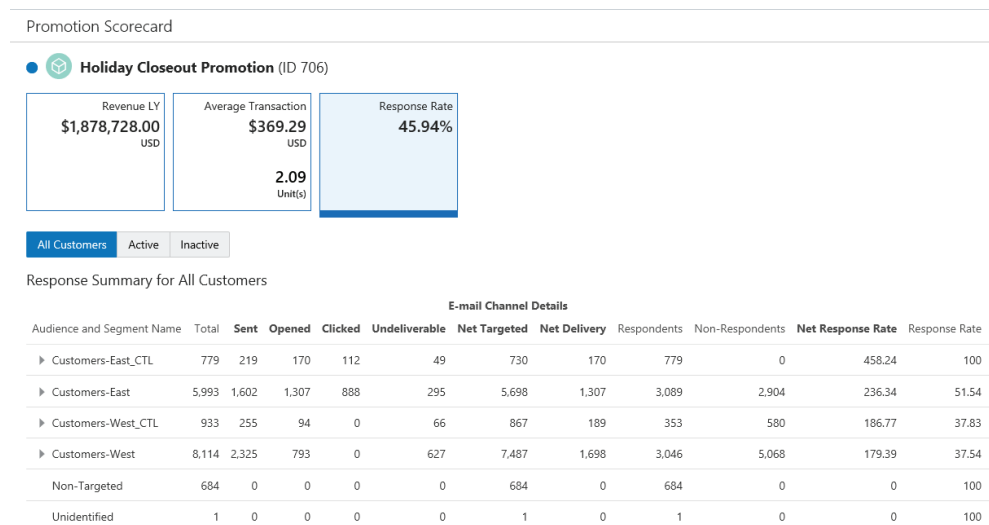 Promotion Scorecard
Holiday Closeout Promotion (ID 706)
Revenue LY Average Transaction Response Rate
$1,878,728.00 $369.29 45.94%
USD USD
2.09
Unit(s)
All Customers Active Inactive
Response Summary for All Customers
E-mail Channel Details
Audience and Segment Name Total Sent Opened Clicked Undeliverable Net Targeted Net Delivery Respondents Non-Respondents Net Response Rate Response Rate
Customers-East_CTL 779 219 170 112 49 730 170 779 0 458.24 100
Customers-East 5,993 1,602 1,307 888 295 5,698 1,307 3,089 2,904 236.34 51.54
Customers-West_CTL 933 255 94 0 66 867 189 353 580 186.77 37.83
Customers-West 8,114 2,325 793 0 627 7,487 1,698 3,046 5,068 179.39 37.54
Non-Targeted 684 0 0 0 0 684 0 684 0 0 100
Unidentified 1 0 0 0 0 1 0 1 0 0 100